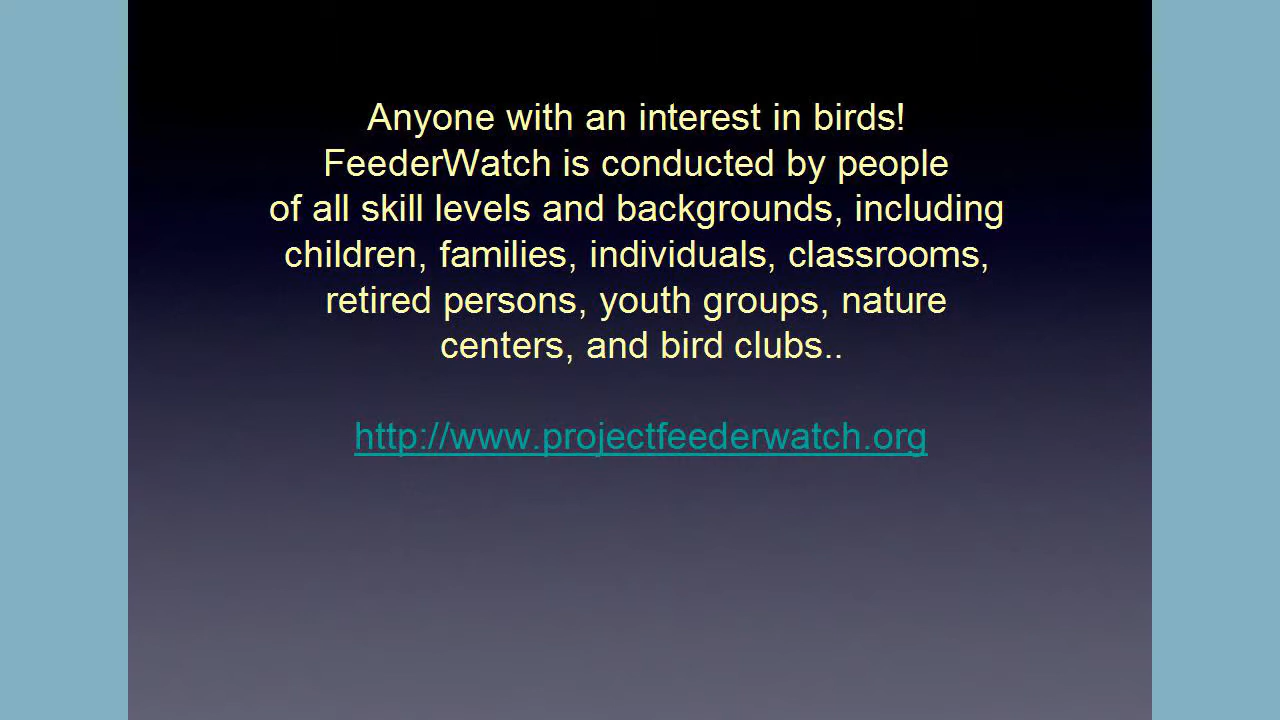 Anyone with an interest in birds!
FeederWatch is conducted by people
of all skill levels and backgrounds, including
children, families, individuals, classrooms,
retired persons, youth groups, nature
centers, and bird clubs..
http://www.projectfeederwatch.org